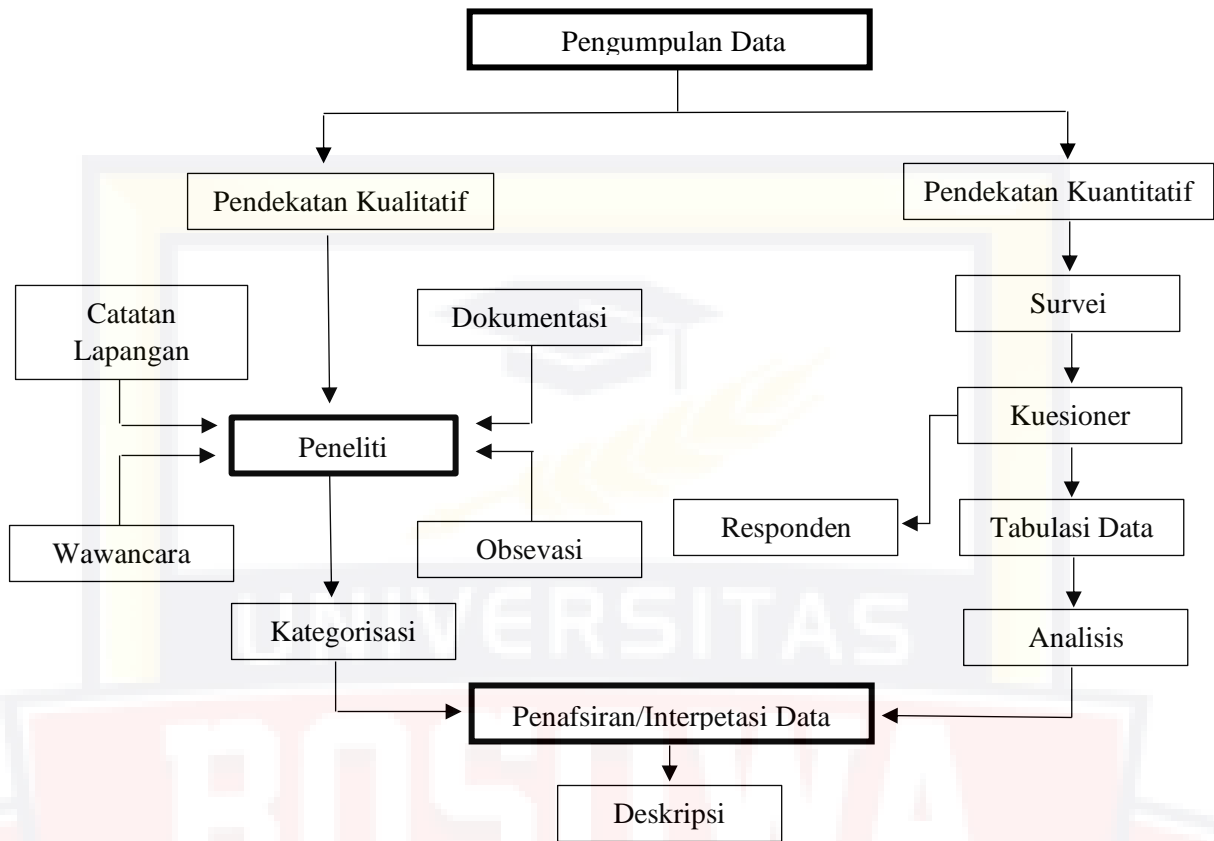 Pengumpulan Data
Pendekatan Kualitatif
Pendekatan Kuantitatif
Catatan
Lapangan
Dokumentasi
Survei
Peneliti
Kuesioner
Wawancara
Obsevasi
Responden
Tabulasi Data
Kategorisasi
Analisis
Penafsiran/Interpetasi Data
Deskripsi
UNIVERSITAS
BOSOWA